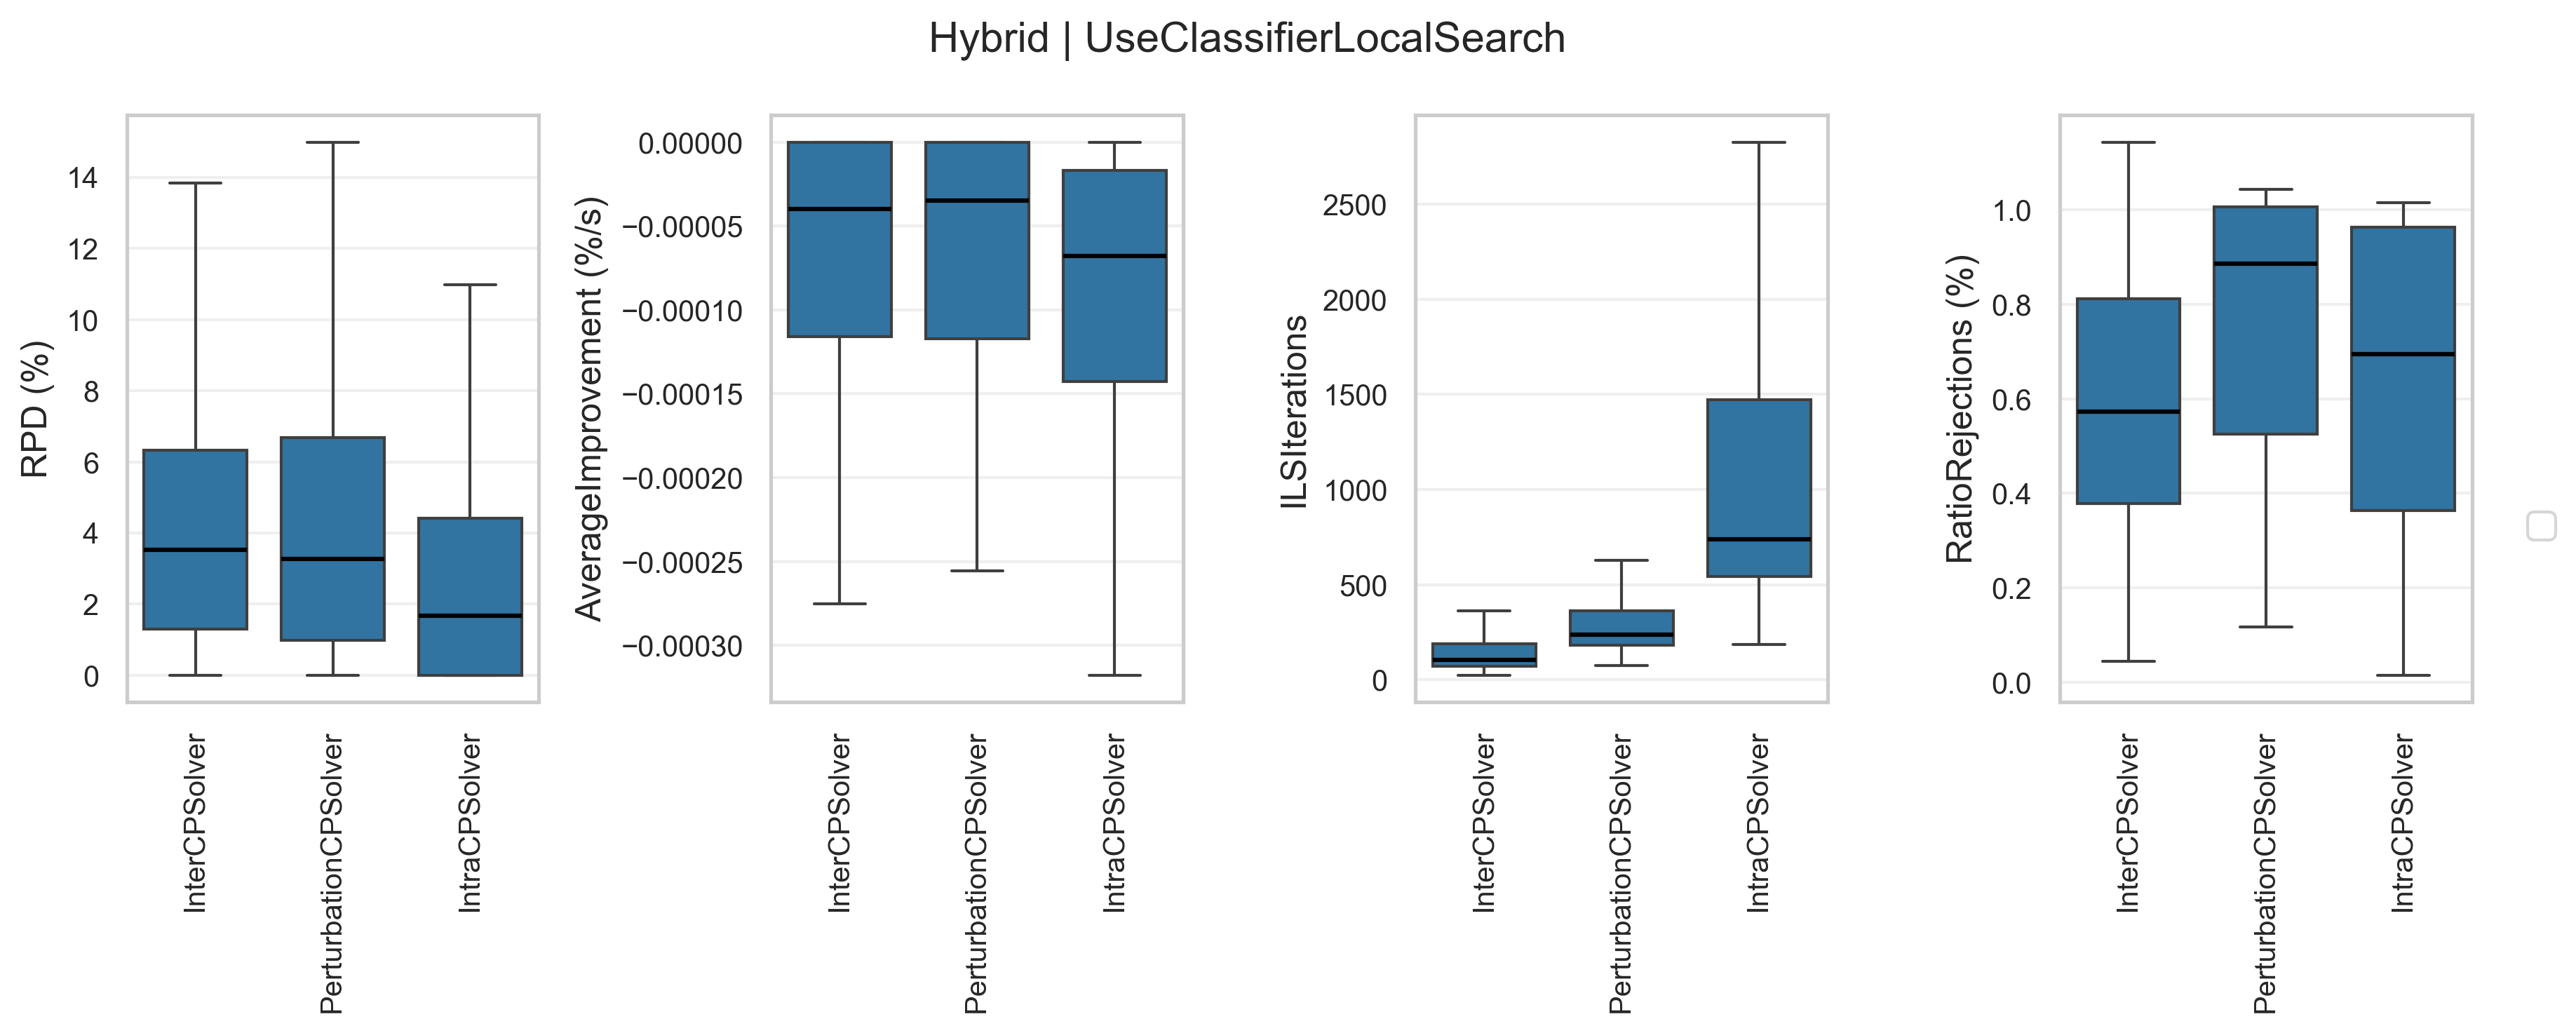 Hybrid | UseClassifierLocalSearch
RPD (%)
14
12
10
8
6
4
2
0
InterCPSolver
PerturbationCPSolver
IntraCPSolver
AverageImprovement (%/s)
0.00000
−0.00005
−0.00010
−0.00015
−0.00020
−0.00025
−0.00030
InterCPSolver
PerturbationCPSolver
IntraCPSolver
ILSIterations
2500
2000
1500
1000
500
0
InterCPSolver
PerturbationCPSolver
IntraCPSolver
RatioRejections (%)
1.0
0.8
0.6
0.4
0.2
0.0
InterCPSolver
PerturbationCPSolver
IntraCPSolver